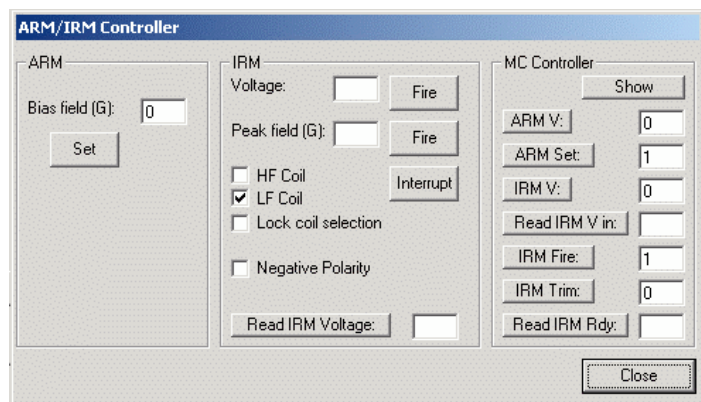 ARM/IRM Controller
ARM
Bias field (G): 0
Set
IRM
Voltage: Fire
Peak field (G): Fire
HF Coil
Interrupt
LF Coil
Lock coil selection
Negative Polarity
Read IRM Voltage:
MC Controller
Show
ARM V: 0
ARM Set: 1
IRM V: 0
Read IRM V in:
IRM Fire: 1
IRM Trim: 0
Read IRM Rdy:
Close